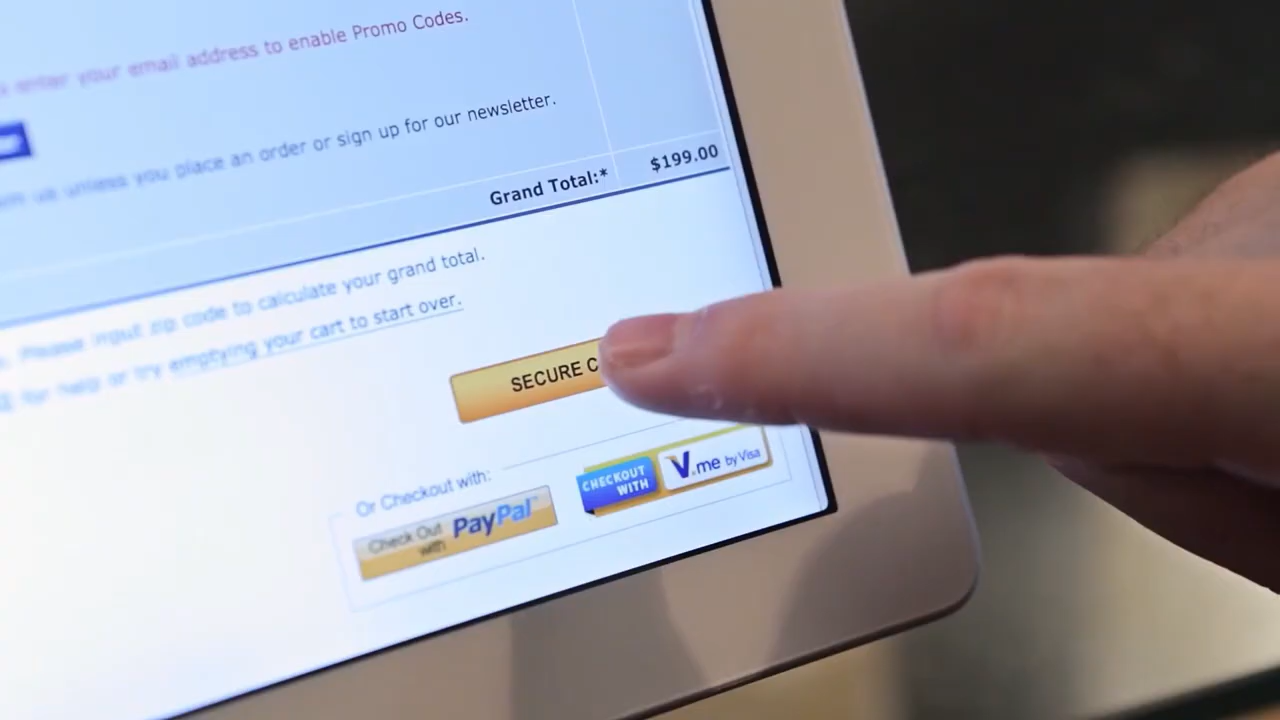 enter your email address to enable Promo Codes.
us unless you place an order or sign up for our newsletter.
Grand Total:* $199.00
Please input zip code to calculate your grand total.
for help or try emptying your cart to start over.
SECURE C
Or Checkout with:
Check Out
with PayPal
CHECKOUT
WITH
V.me by Visa